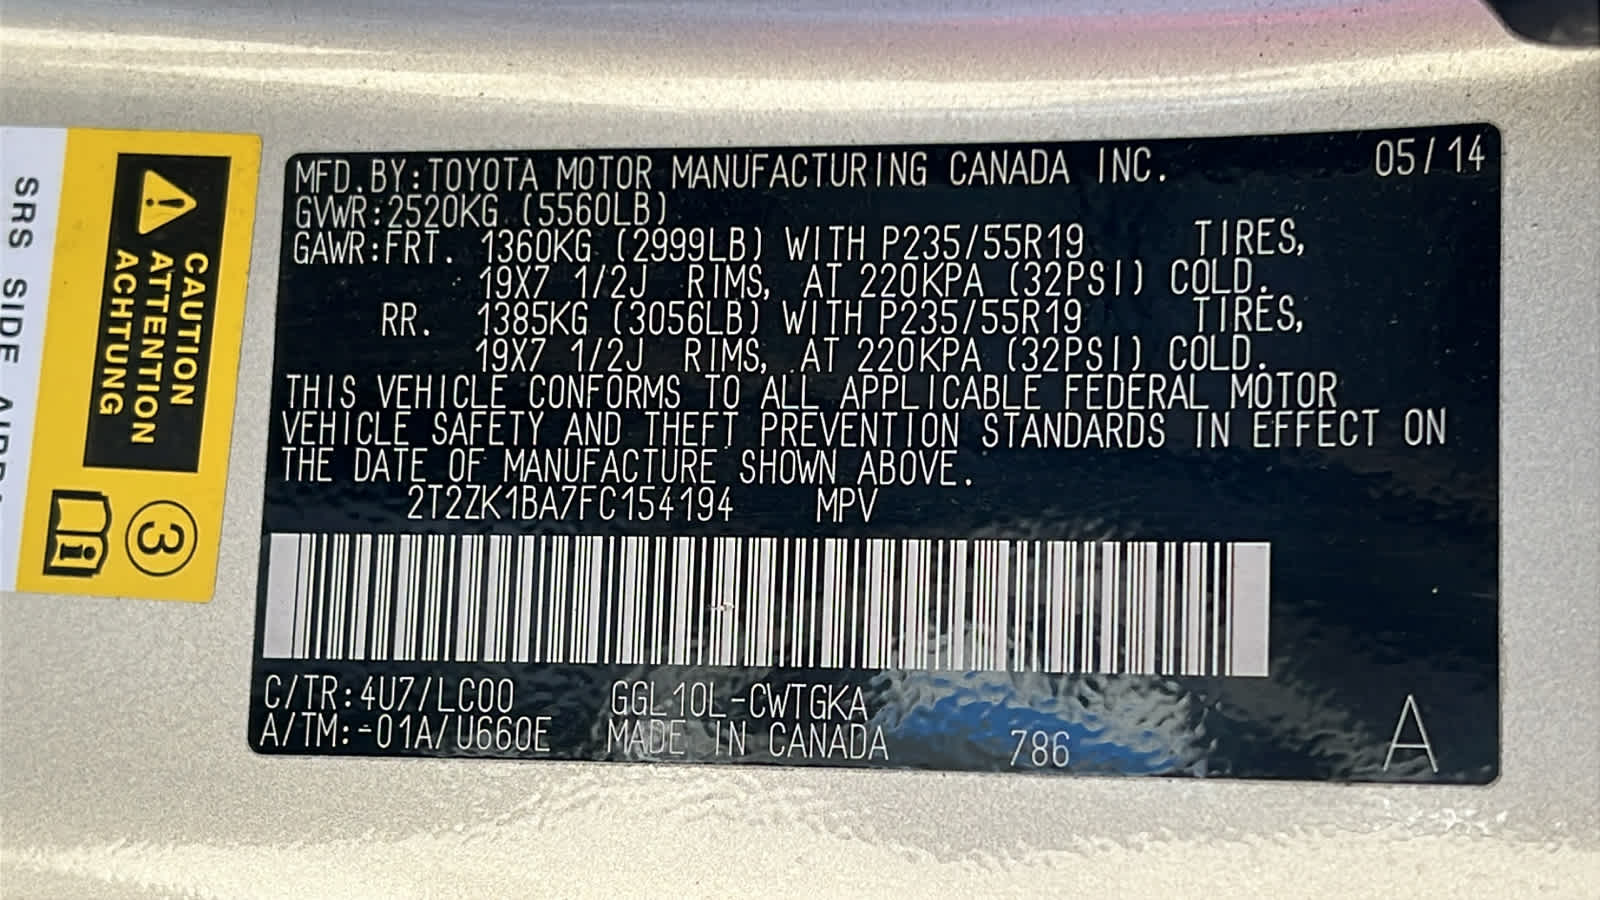 SRS SIDE
CAUTION
ATTENTION
ACHTUNG
3
MFD.BY:TOYOTA MOTOR MANUFACTURING CANADA INC. 05/14
GVWR:2520KG (5560LB)
GAWR:FRT. 1360KG (2999LB) WITH P235/55R19 TIRES,
19X7 1/2J RIMS, AT 220KPA (32PSI) COLD.
RR. 1385KG (3056LB) WITH P235/55R19 TIRES,
19X7 1/2J RIMS, AT 220KPA (32PSI) COLD.
THIS VEHICLE CONFORMS TO ALL APPLICABLE FEDERAL MOTOR
VEHICLE SAFETY AND THEFT PREVENTION STANDARDS IN EFFECT ON
THE DATE OF MANUFACTURE SHOWN ABOVE.
2T2ZK1BA7FC154194 MPV
C/TR:4U7/LC00 GGL10L-CWTGKA
A/TM:-01A/U660E MADE IN CANADA 786 A